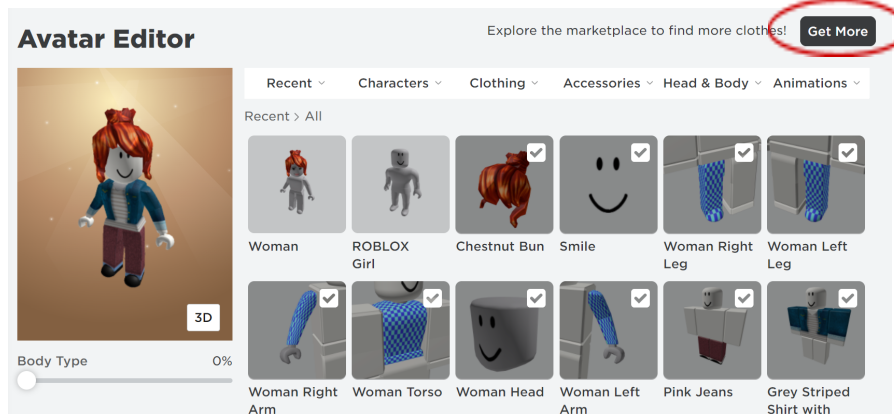 Avatar Editor
Explore the marketplace to find more clothes!
Get More
Recent
Characters
Clothing
Accessories
Head & Body
Animations
Recent > All
Woman
ROBLOX
Girl
Chestnut Bun
Smile
Woman Right
Leg
Woman Left
Leg
3D
Body Type
0%
Woman Right
Arm
Woman Torso
Woman Head
Woman Left
Arm
Pink Jeans
Grey Striped
Shirt with